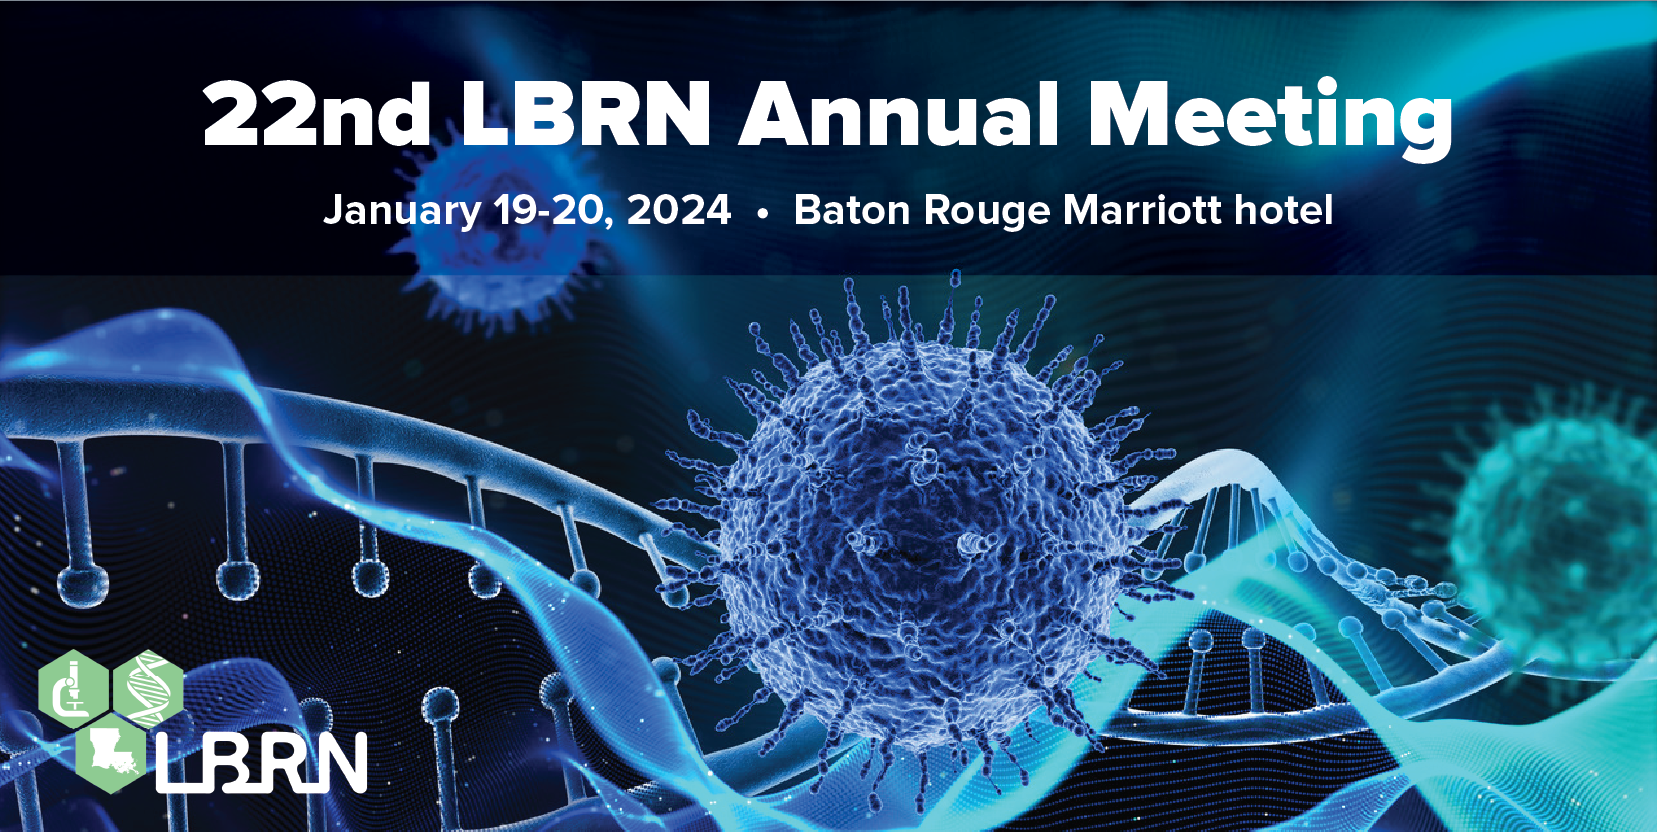 22nd LBRN Annual Meeting
January 19-20, 2024 • Baton Rouge Marriott hotel
LBRN